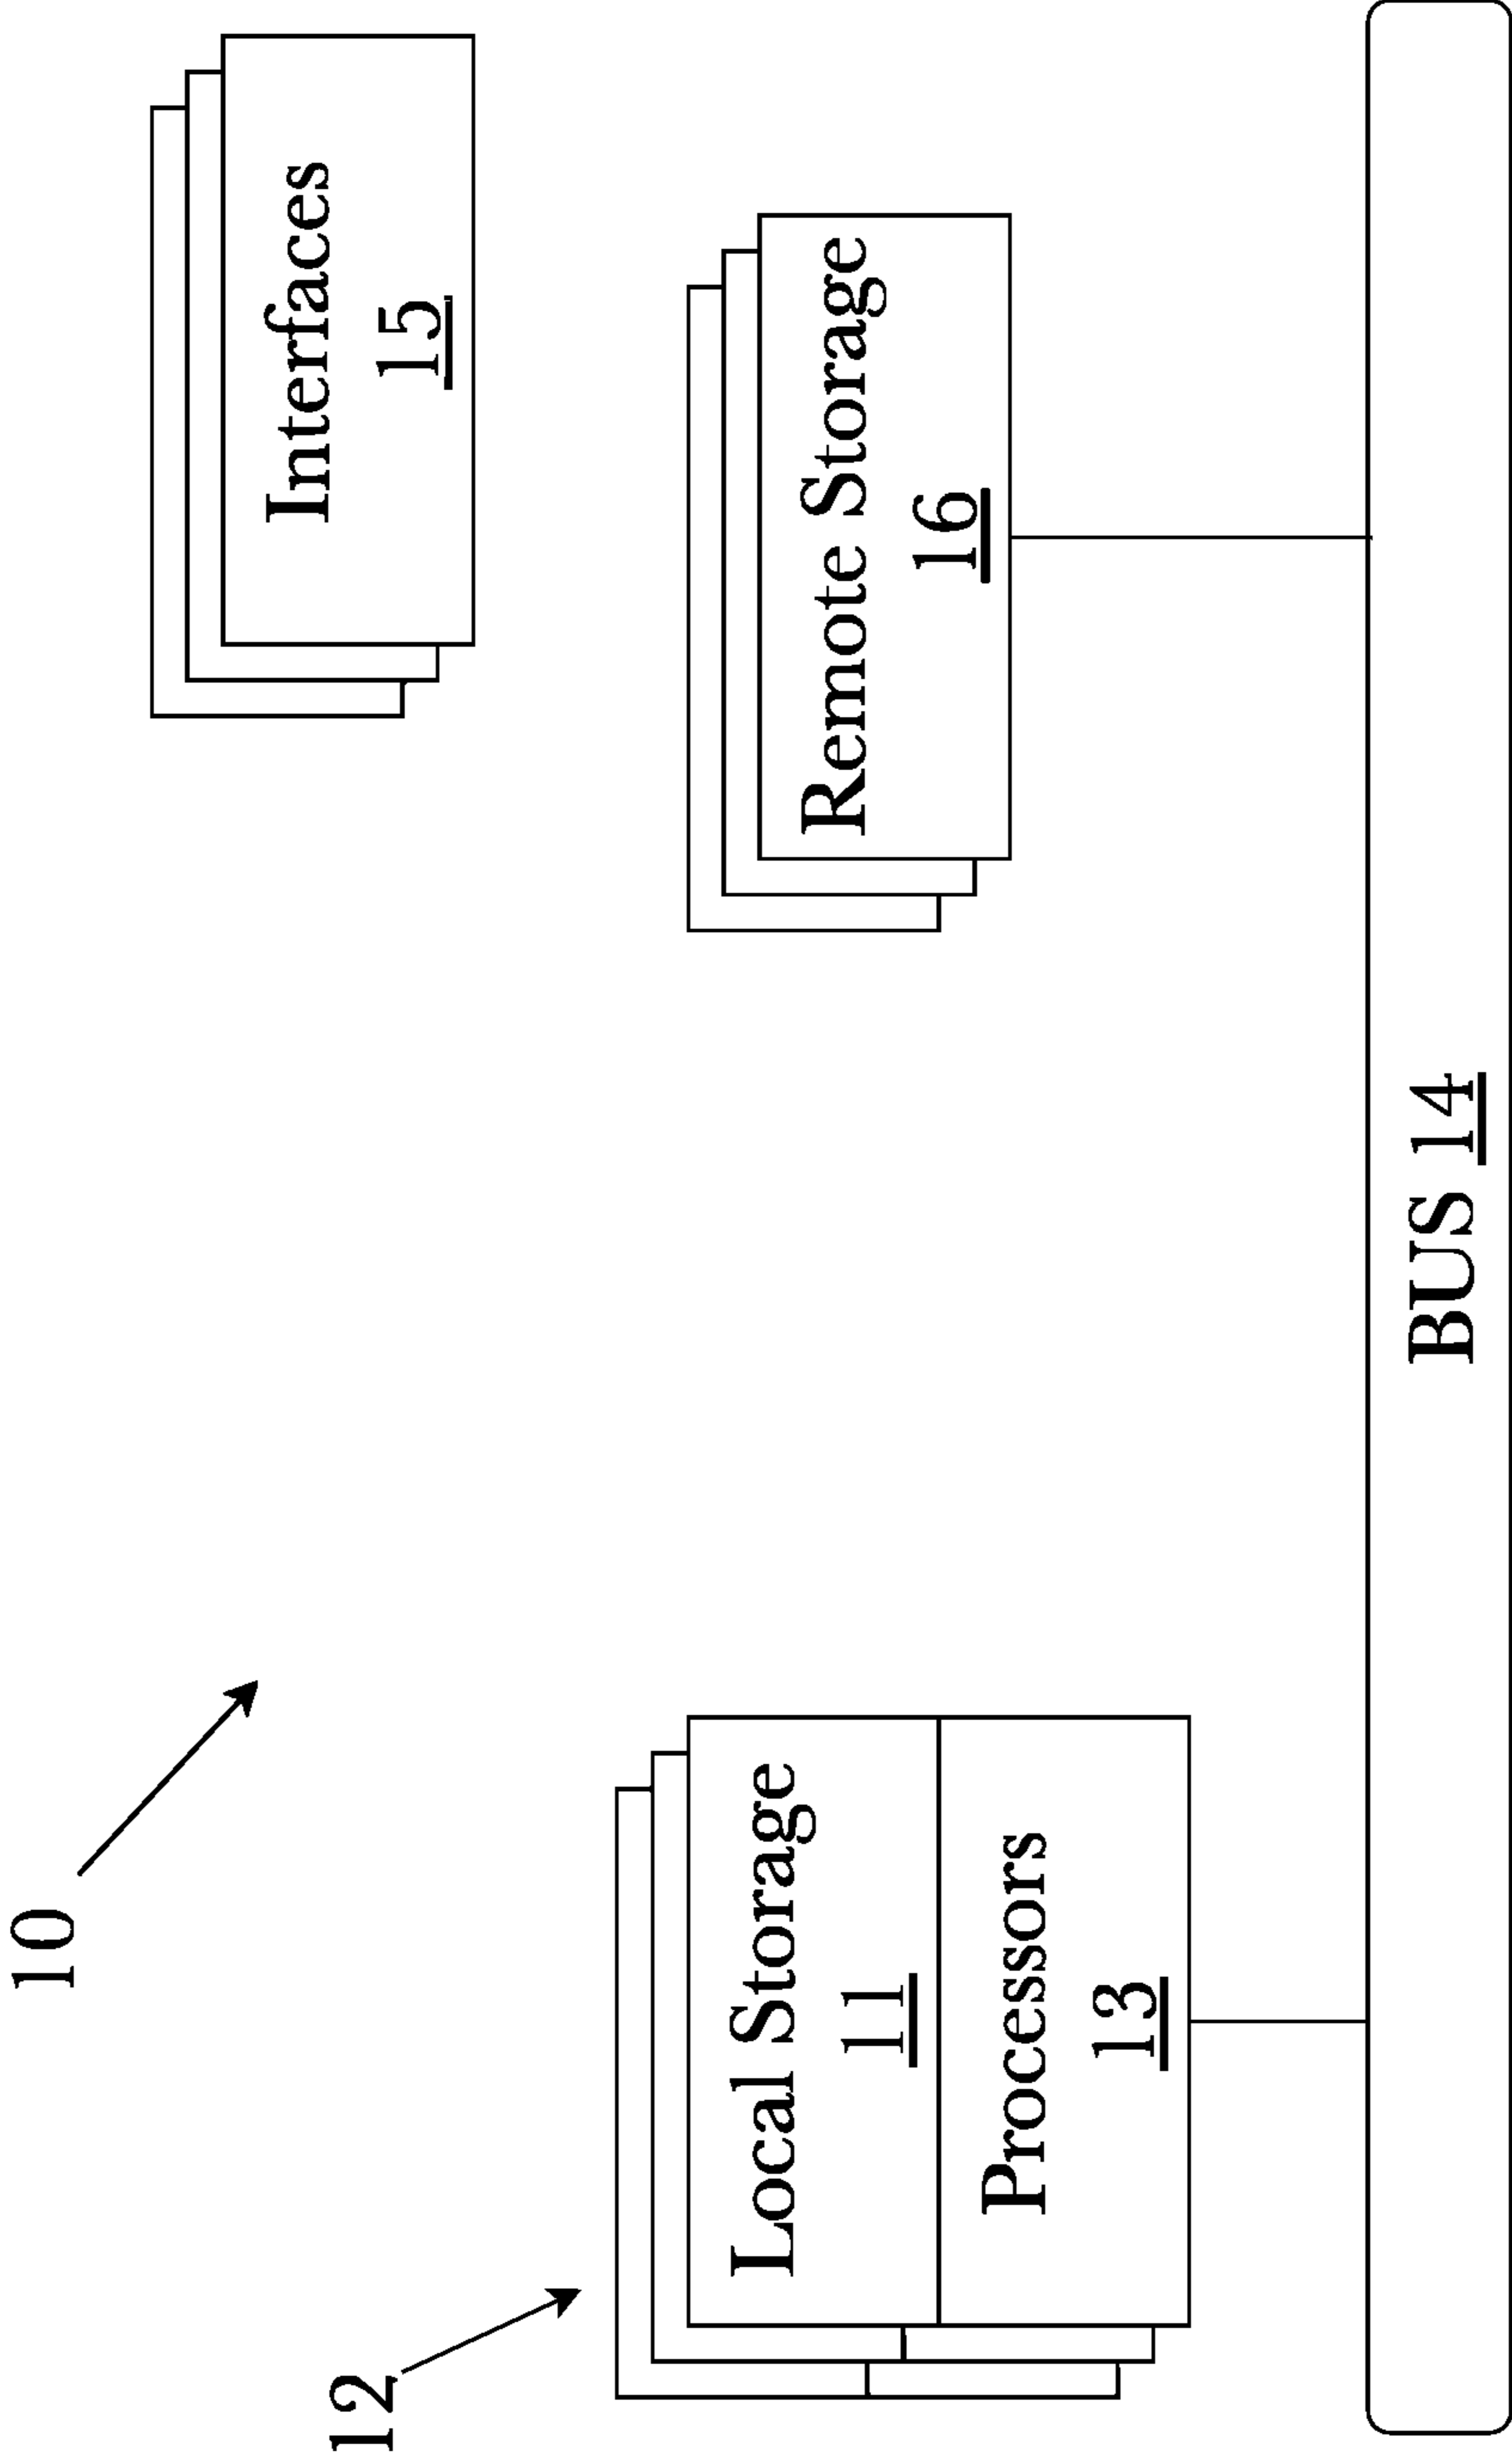 10
12
Interfaces
15
Local Storage
11
Processors
13
Remote Storage
16
BUS 14